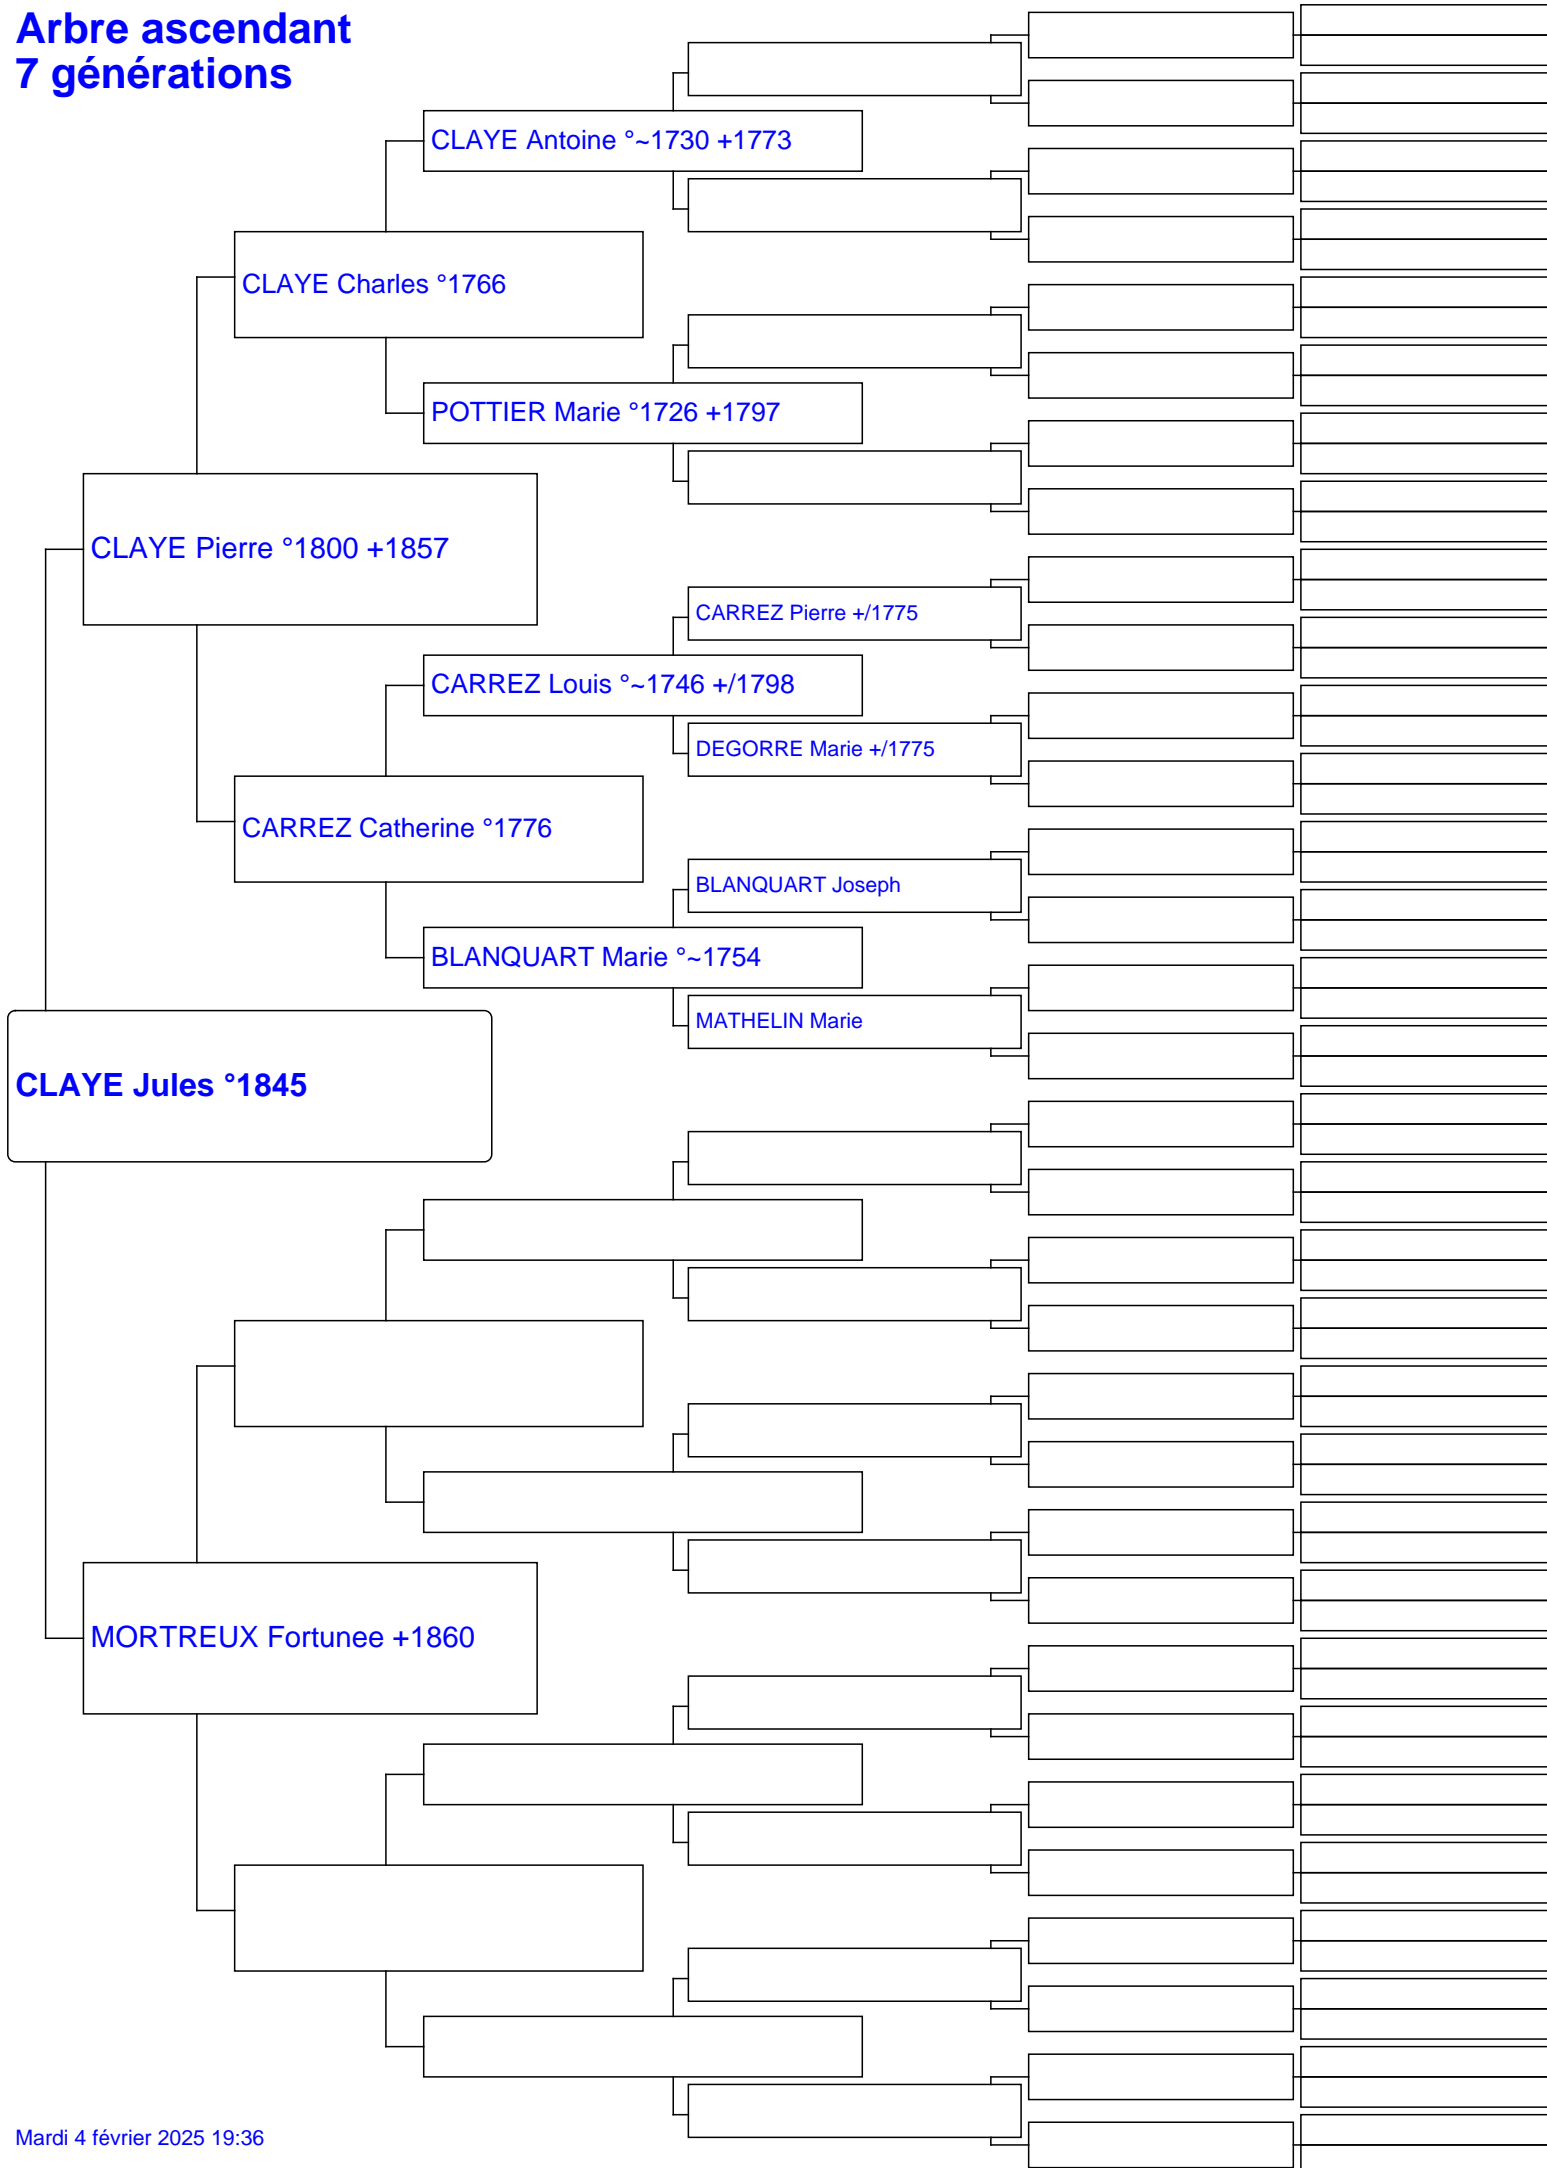 Arbre ascendant
7 générations
CLAYE Antoine °~1730 +1773
CLAYE Charles °1766
POTTIER Marie °1726 +1797
CLAYE Pierre °1800 +1857
CARREZ Pierre +/1775
CARREZ Louis °~1746 +/1798
DEGORRE Marie +/1775
CARREZ Catherine °1776
BLANQUART Joseph
BLANQUART Marie °~1754
MATHELIN Marie
CLAYE Jules °1845
MORTREUX Fortunee +1860
Mardi 4 février 2025 19:36